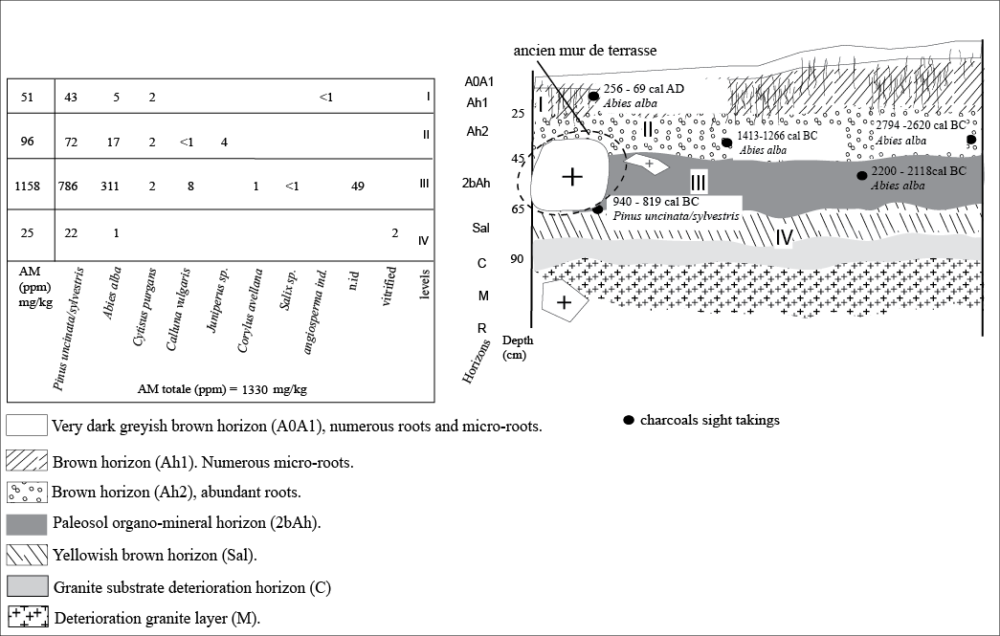 51 43 5 2 <1 I
96 72 17 2 <1 4 II
1158 786 311 2 8 1 <1 49 III
25 22 1 2 IV
AM
(ppm)
mg/kg
Pinus uncinata/sylvestris
Abies alba
Cytisus purgans
Calluna vulgaris
Juniperus sp.
Corylus avellana
Salix sp.
angiosperma ind.
n.id
vitrified
levels
AM totale (ppm) = 1330 mg/kg
ancien mur de terrasse
A0A1
Ah1
25
Ah2
45
2bAh
65
Sal
C
90
M
R
Horizons
Depth
(cm)
I
256 - 69 cal AD
Abies alba
II
1413-1266 cal BC
Abies alba
2794 -2620 cal BC
Abies alba
III
2200 - 2118cal BC
Abies alba
940 - 819 cal BC
Pinus uncinata/sylvestris
IV
charcoals sight takings
Very dark greyish brown horizon (A0A1), numerous roots and micro-roots.
Brown horizon (Ah1). Numerous micro-roots.
Brown horizon (Ah2), abundant roots.
Paleosol organo-mineral horizon (2bAh).
Yellowish brown horizon (Sal).
Granite substrate deterioration horizon (C)
Deterioration granite layer (M).